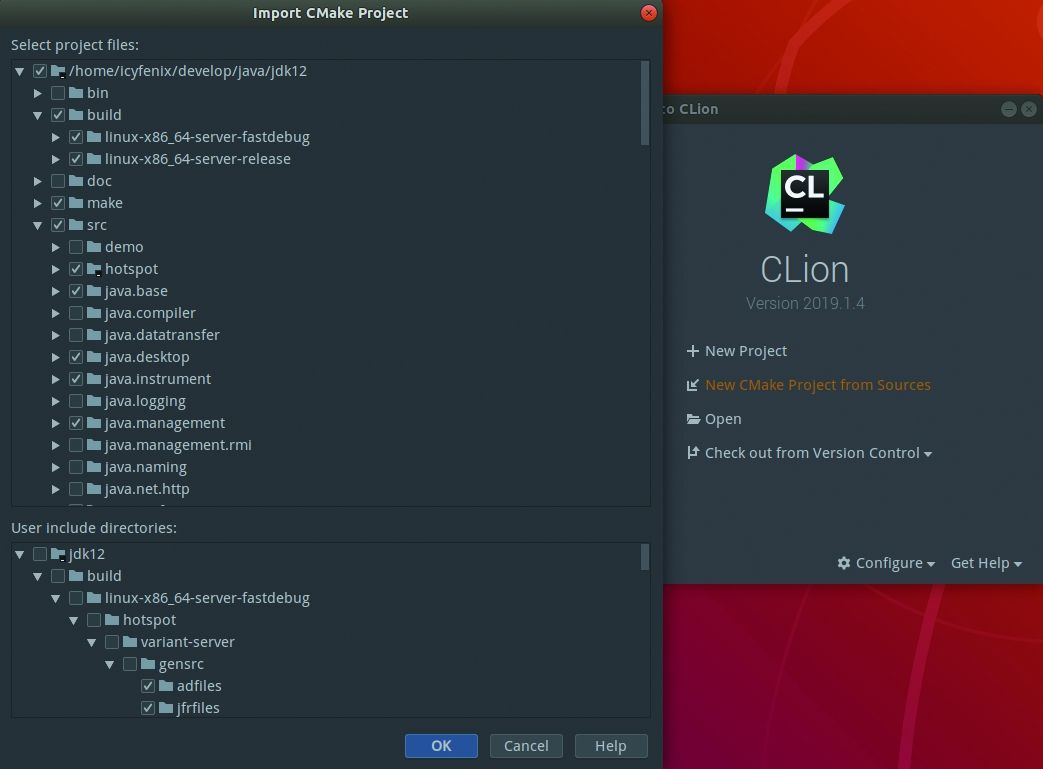 Import CMake Project
Select project files:
/home/icyfenix/develop/java/jdk12
bin
build
linux-x86_64-server-fastdebug
linux-x86_64-server-release
doc
make
src
demo
hotspot
java.base
java.compiler
java.datatransfer
java.desktop
java.instrument
java.logging
java.management
java.management.rmi
java.naming
java.net.http
User include directories:
jdk12
build
linux-x86_64-server-fastdebug
hotspot
variant-server
gensrc
adfiles
jfrfiles
OK
Cancel
Help
to CLion
CL
CLion
Version 2019.1.4
New Project
New CMake Project from Sources
Open
Check out from Version Control
Configure
Get Help